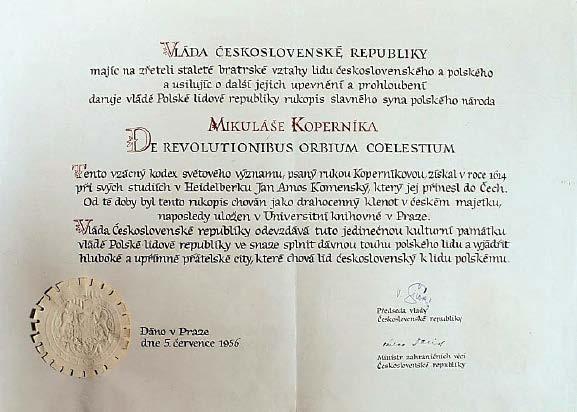 Vláda Československé republiky
majíc na zřeteli staleté bratrské vztahy lidu československého a polského
a usilujíc o další jejich upevnění a prohloubení
daruje vládě Polské lidové republiky rukopis slavného syna polského národa
Mikuláše Koperníka
De revolutionibus orbium coelestium
Tento vzácný kodex světového významu, psaný rukou Koperníkovou, získal v roce 1614
při svých studiích v Heidelberku Jan Amos Komenský, který jej přinesl do Čech.
Od té doby byl tento rukopis chován jako drahocenný klenot v českém majetku,
naposledy uložen v Universitní knihovně v Praze.
Vláda Československé republiky odevzdává tuto jedinečnou kulturní památku
vládě Polské lidové republiky ve snaze splnit dávnou touhu polského lidu a vyjádřit
hluboké a upřímné přátelské city, které chová lid československý k lidu polskému.
Dáno v Praze
dne 5. července 1956
Předseda vlády
Československé republiky
Ministr zahraničních věcí
Československé republiky